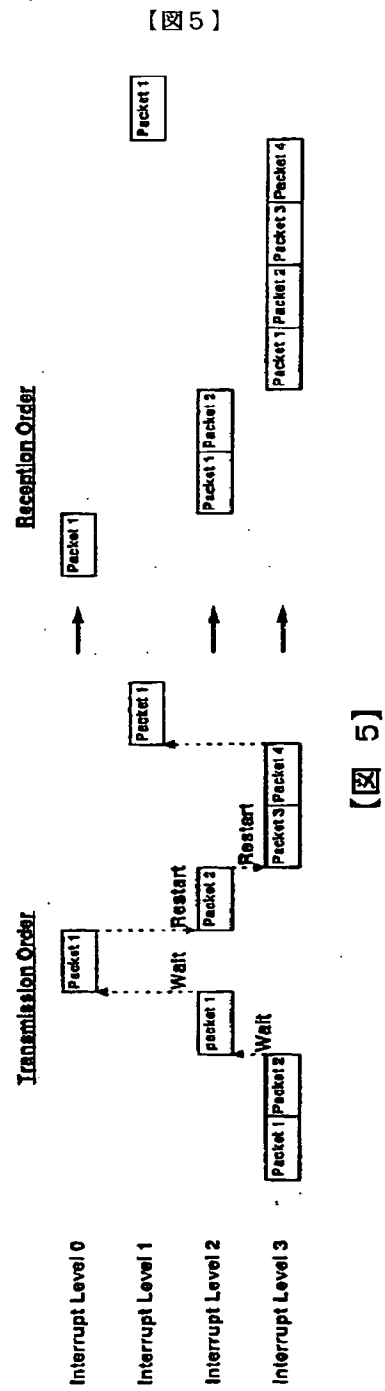 【図5】
Transmission Order
Reception Order
Interrupt Level 0
Packet 1
Packet 1
Interrupt Level 1
Packet 1
Packet 1
Interrupt Level 2
packet 1
Wait
Packet 2
Restart
Packet 1
Packet 2
Interrupt Level 3
Packet 1
Packet 2
Wait
Packet 3
Packet 4
Restart
Packet 1
Packet 2
Packet 3
Packet 4
【図 5】